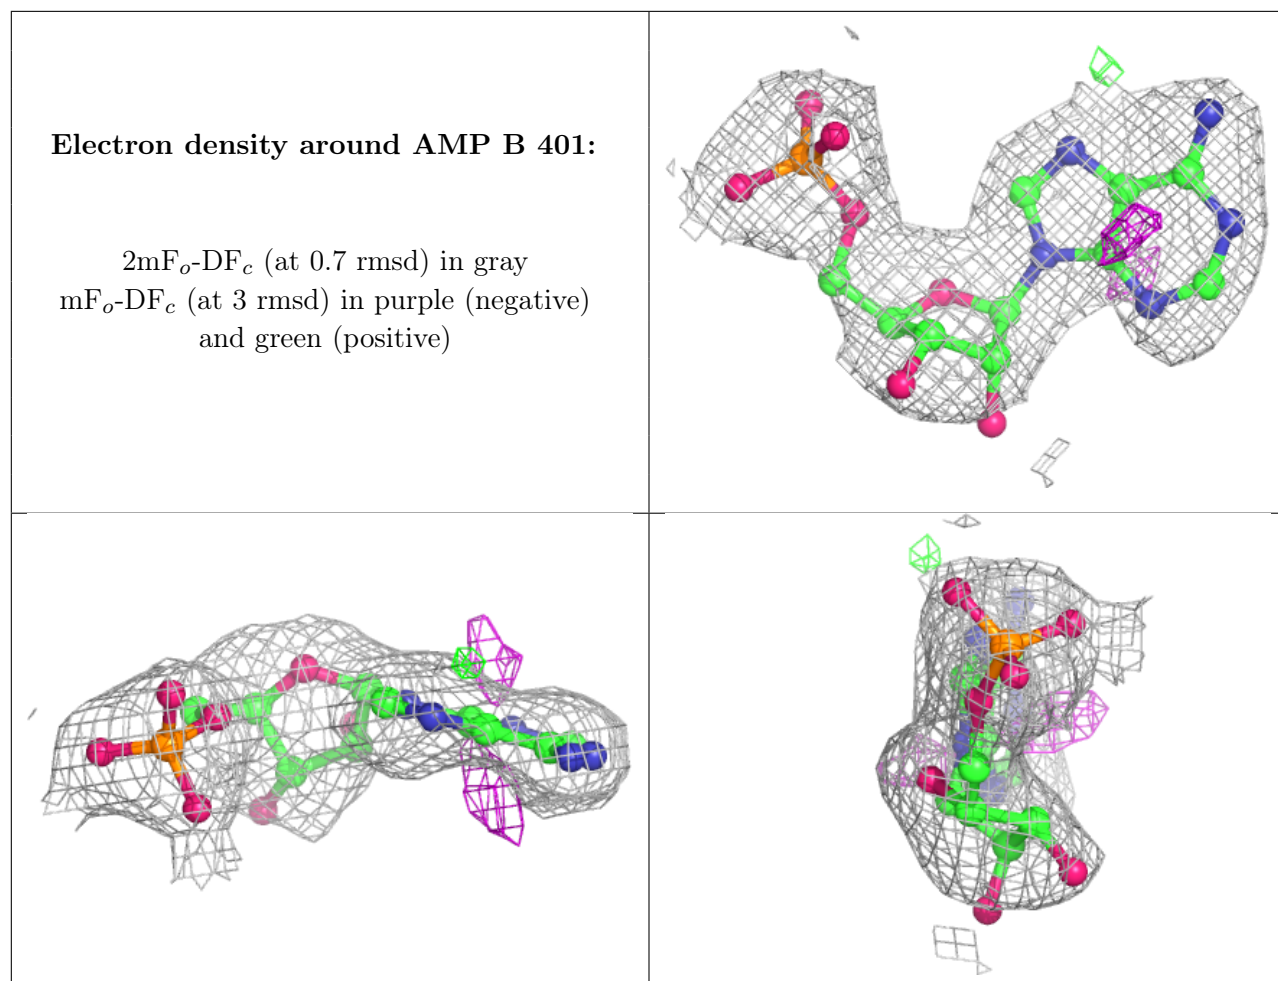 Electron density around AMP B 401:
2mFo-DFc (at 0.7 rmsd) in gray
mFo-DFc (at 3 rmsd) in purple (negative)
and green (positive)